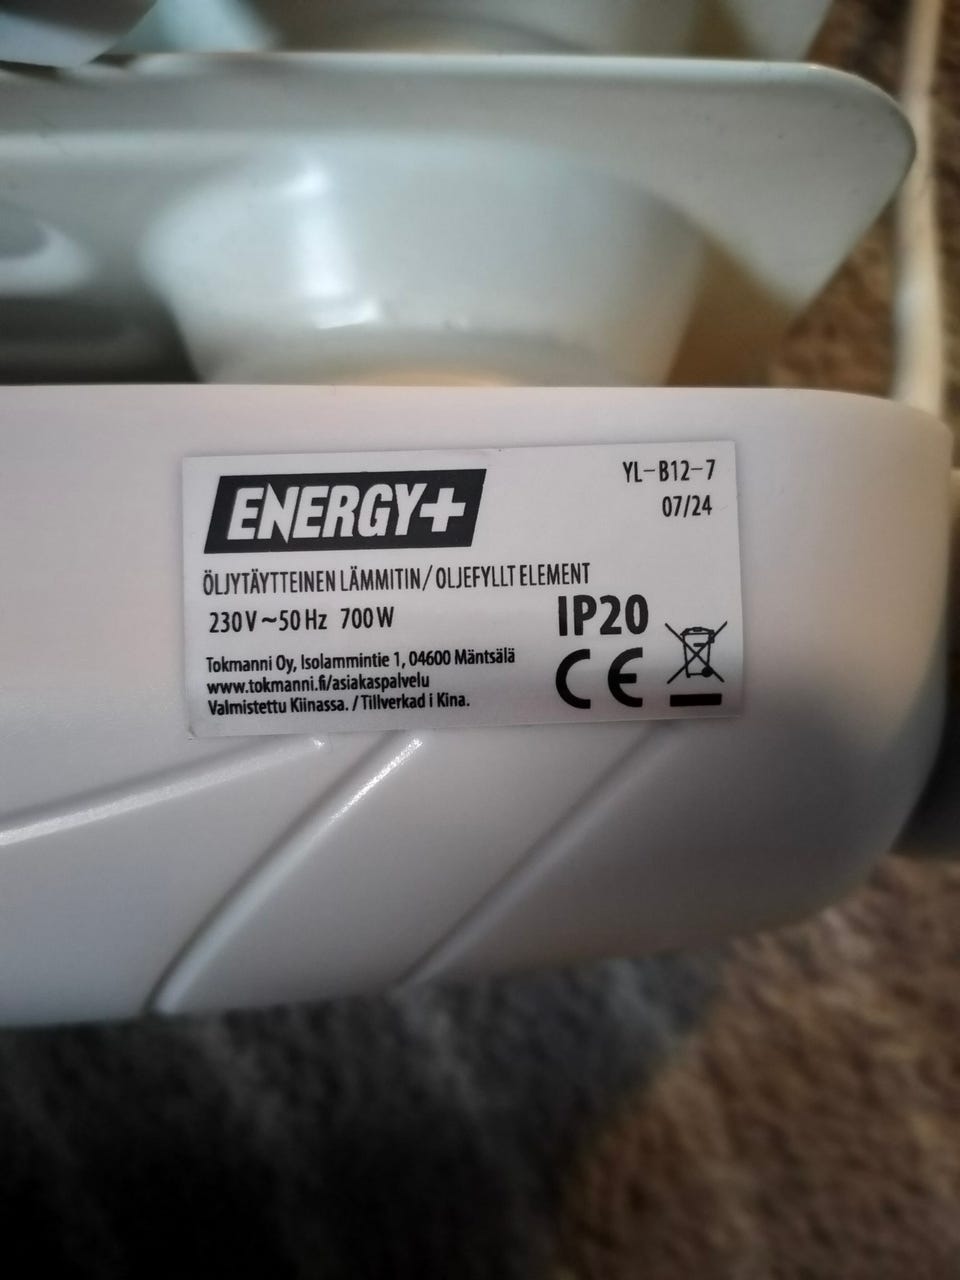 ENERGY+
YL-B12-7
07/24
ÖLJYTÄYTTEINEN LÄMMITIN/OLJEFYLLT ELEMENT
230V~50Hz 700W
IP20
Tokmanni Oy, Isolammintie 1, 04600 Mäntsälä
www.tokmanni.fi/asiakaspalvelu
Valmistettu Kiinassa. /Tillverkad i Kina.
CE